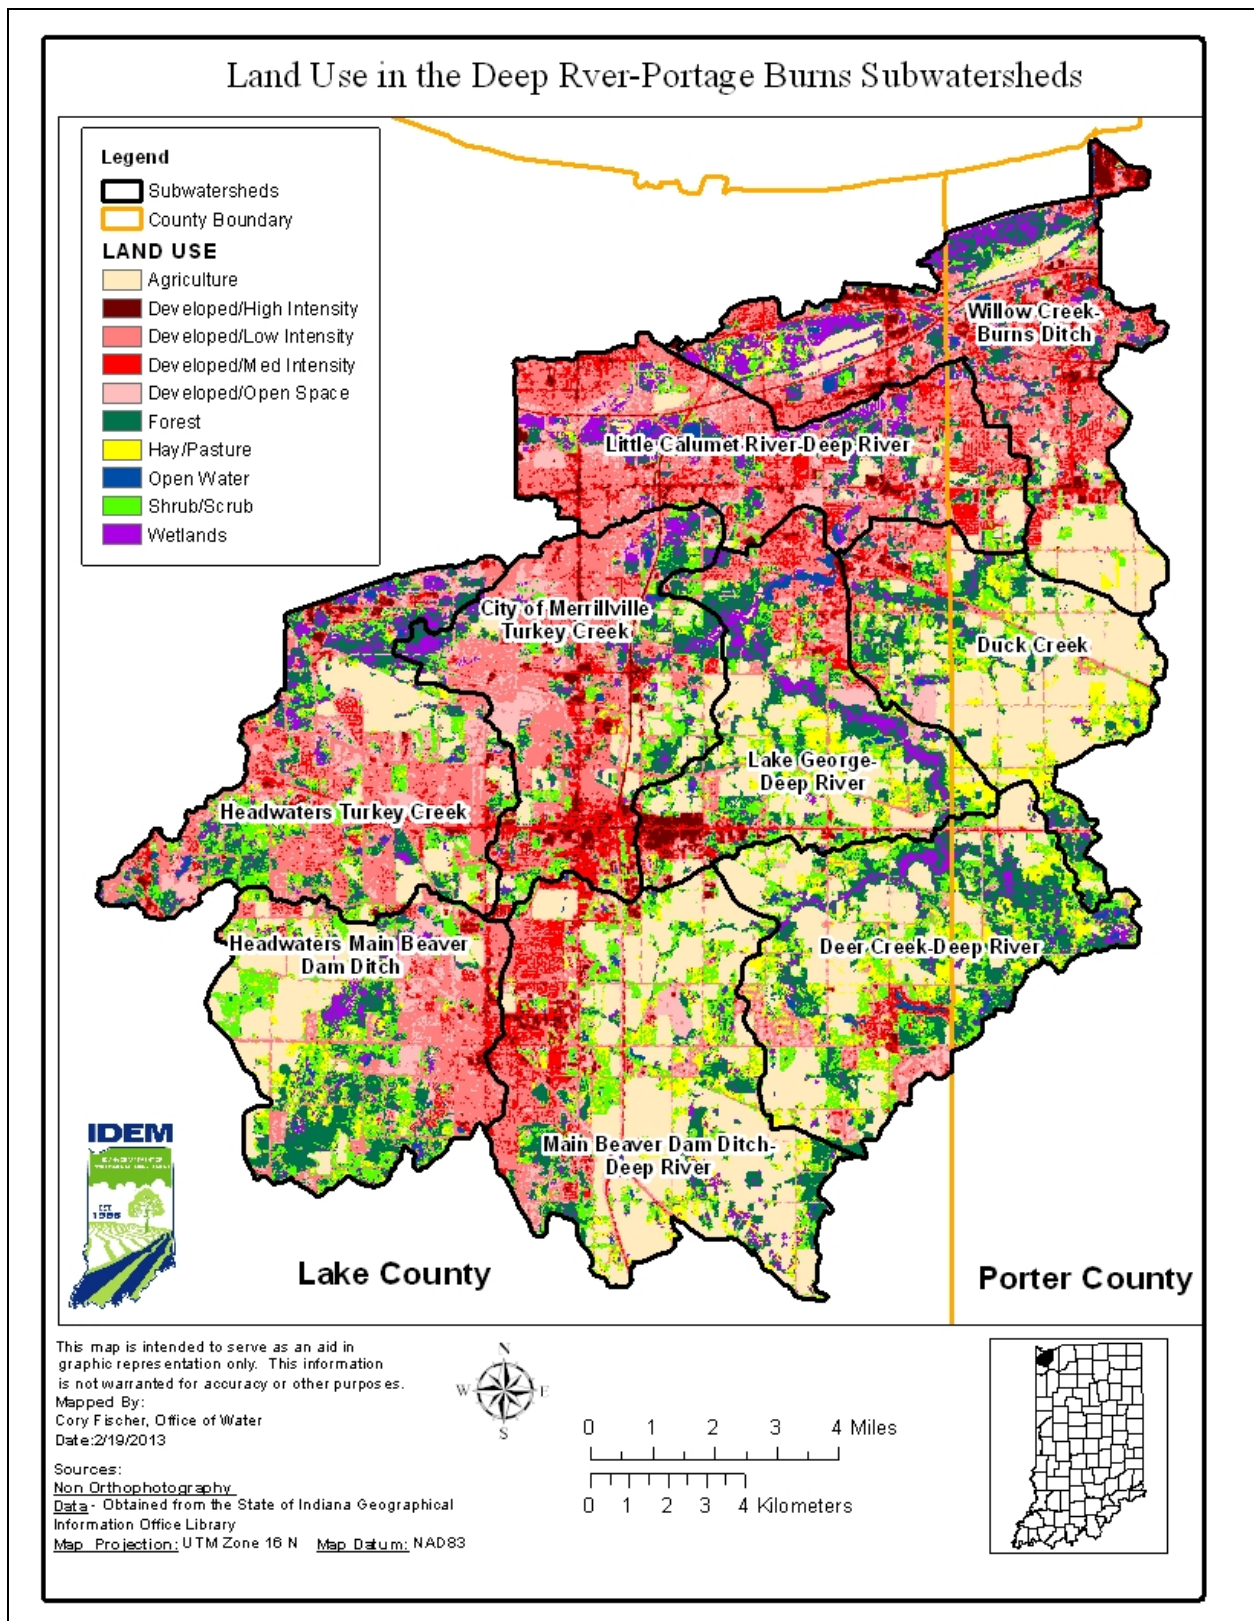 Land Use in the Deep Rver-Portage Burns Subwatersheds
Legend
Subwatersheds
County Boundary
LAND USE
Agriculture
Developed/High Intensity
Developed/Low Intensity
Developed/Med Intensity
Developed/Open Space
Forest
Hay/Pasture
Open Water
Shrub/Scrub
Wetlands
Willow Creek-
Burns Ditch
Little Calumet River-Deep River
City of Merrillville
Turkey Creek
Duck Creek
Lake George-
Deep River
Headwaters Turkey Creek
Headwaters Main Beaver
Dam Ditch
Deer Creek-Deep River
Main Beaver Dam Ditch-
Deep River
IDEM
EST.
1986
Lake County
Porter County
This map is intended to serve as an aid in
graphic representation only. This information
is not warranted for accuracy or other purposes.
Mapped By:
Cory Fischer, Office of Water
Date:2/19/2013
Sources:
Non Orthophotography
Data - Obtained from the State of Indiana Geographical
Information Office Library
Map Projection: UTM Zone 16 N Map Datum: NAD83
N
W E
S
0 1 2 3 4 Miles
0 1 2 3 4 Kilometers